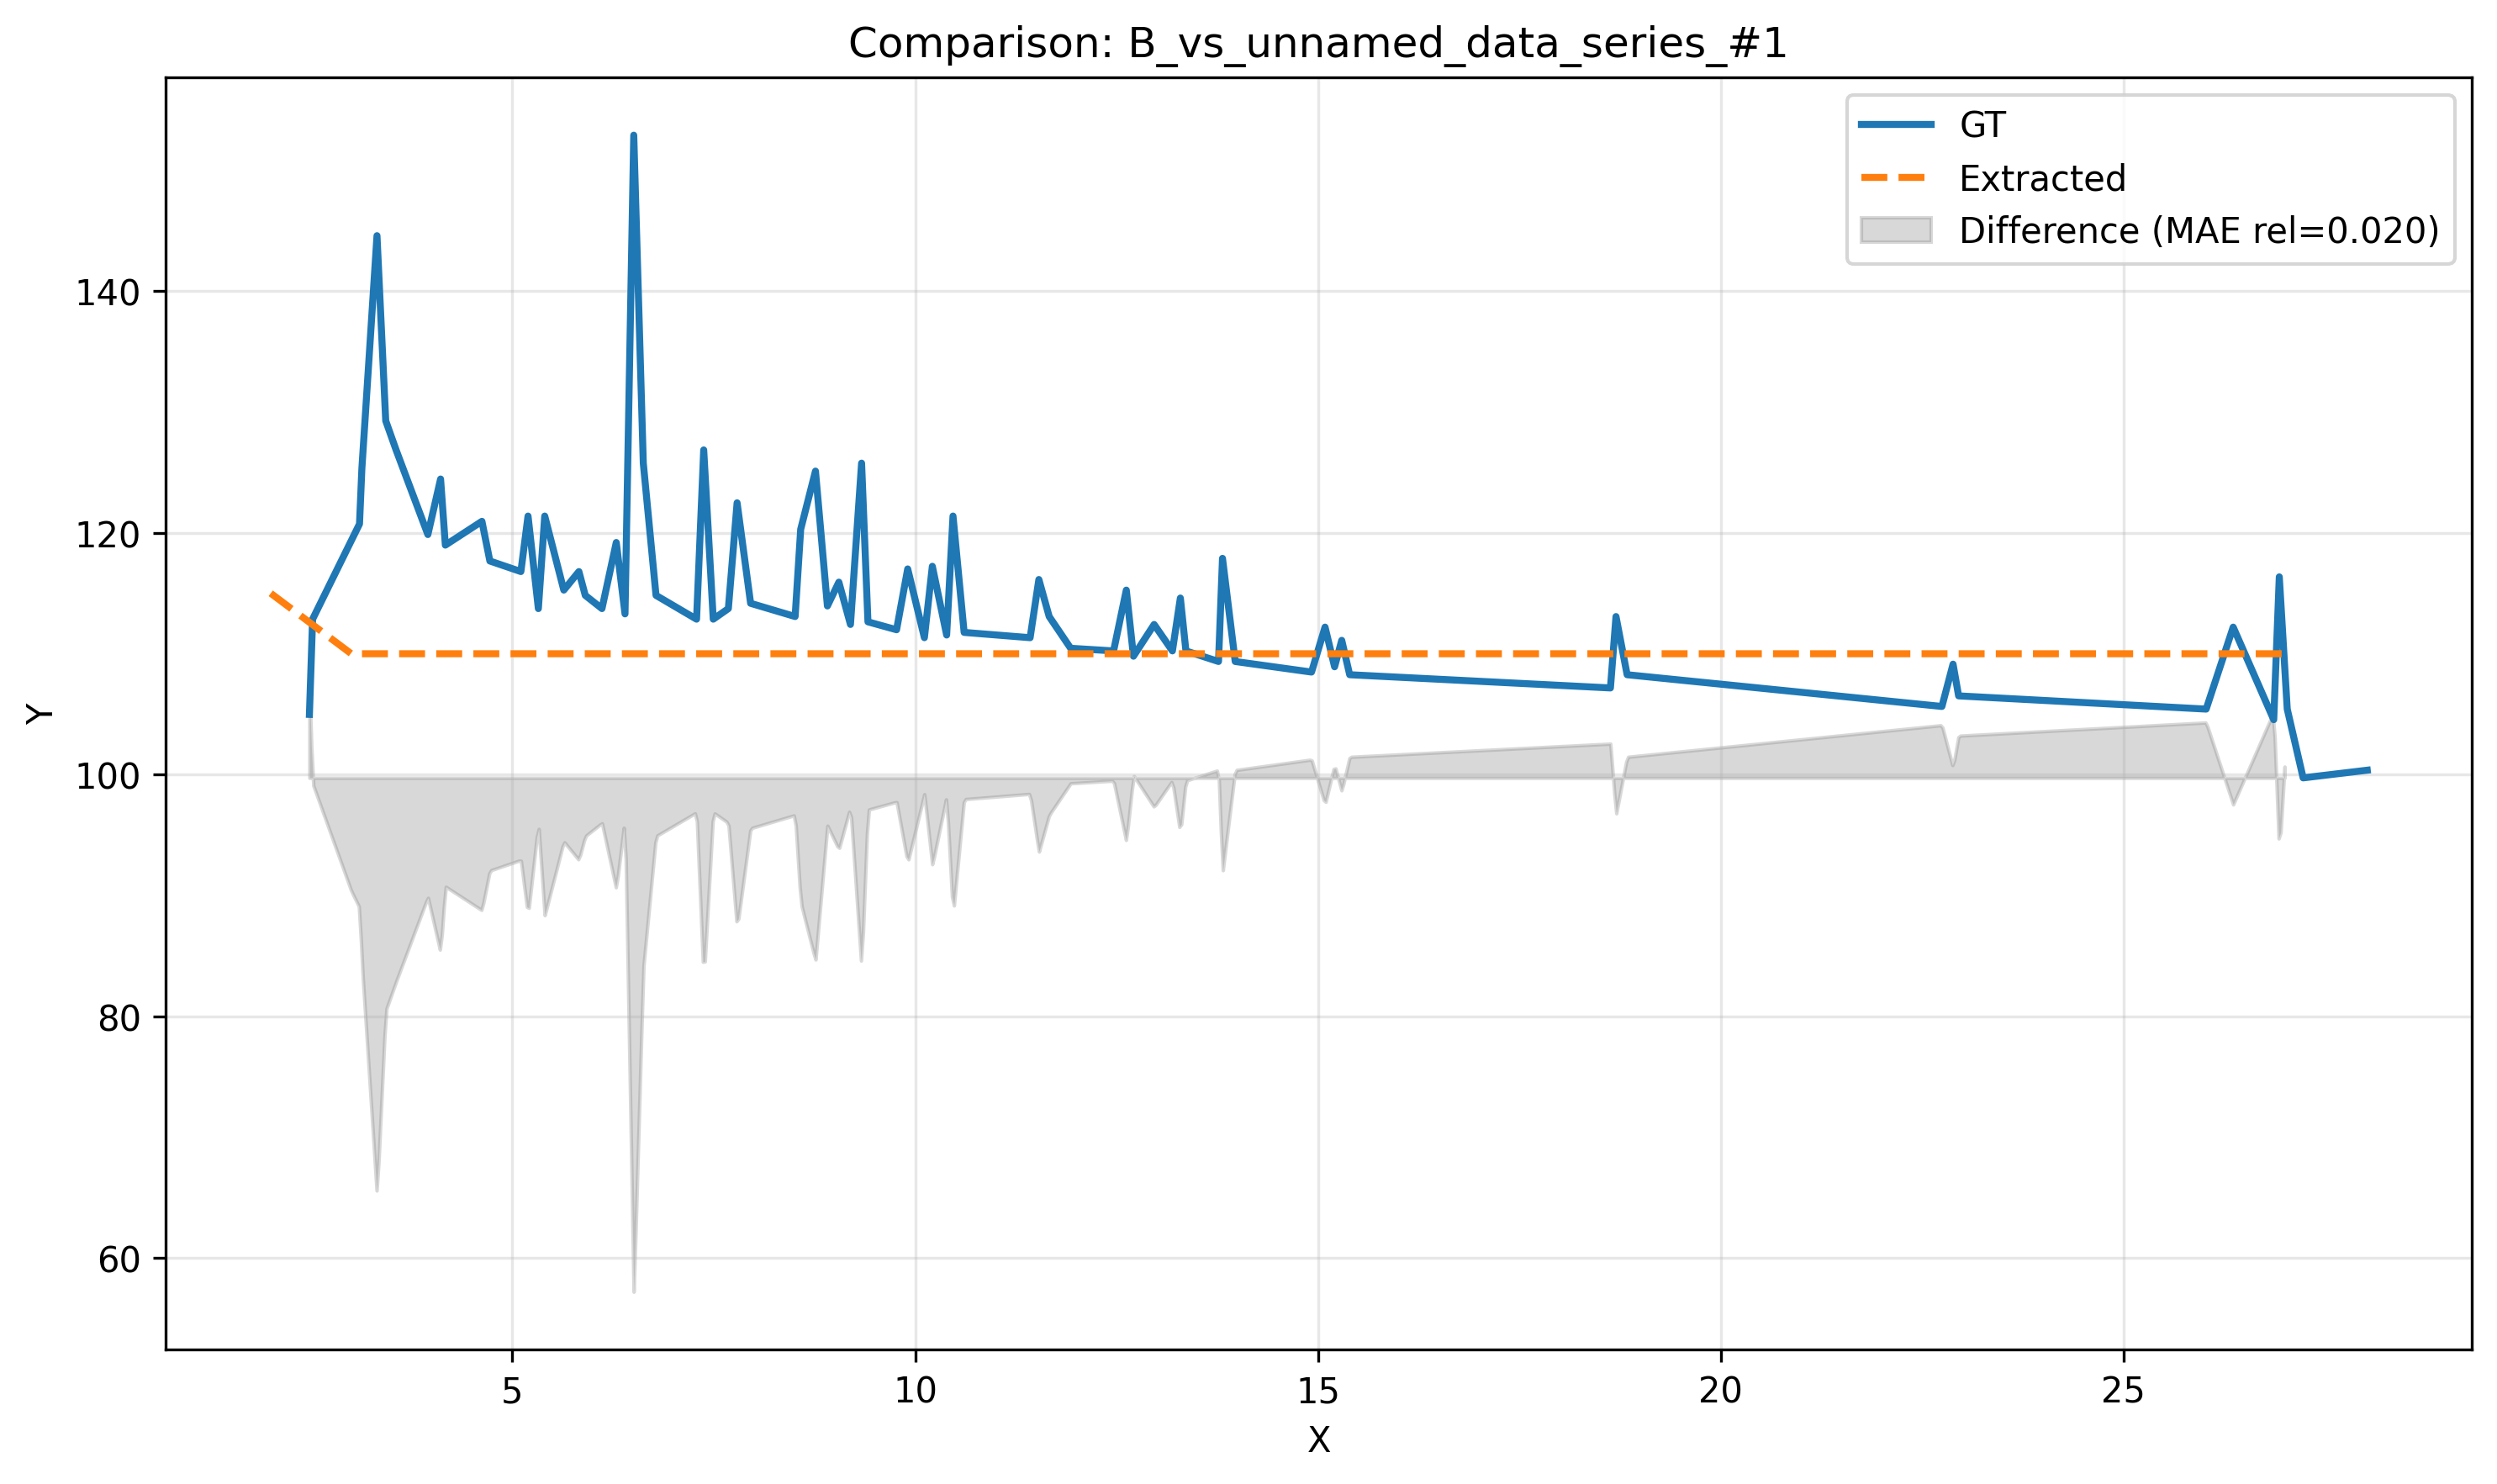 Comparison: B_vs_unnamed_data_series_#1
GT
Extracted
Difference (MAE rel=0.020)
140
120
100
80
60
Y
5 10 15 20 25
X